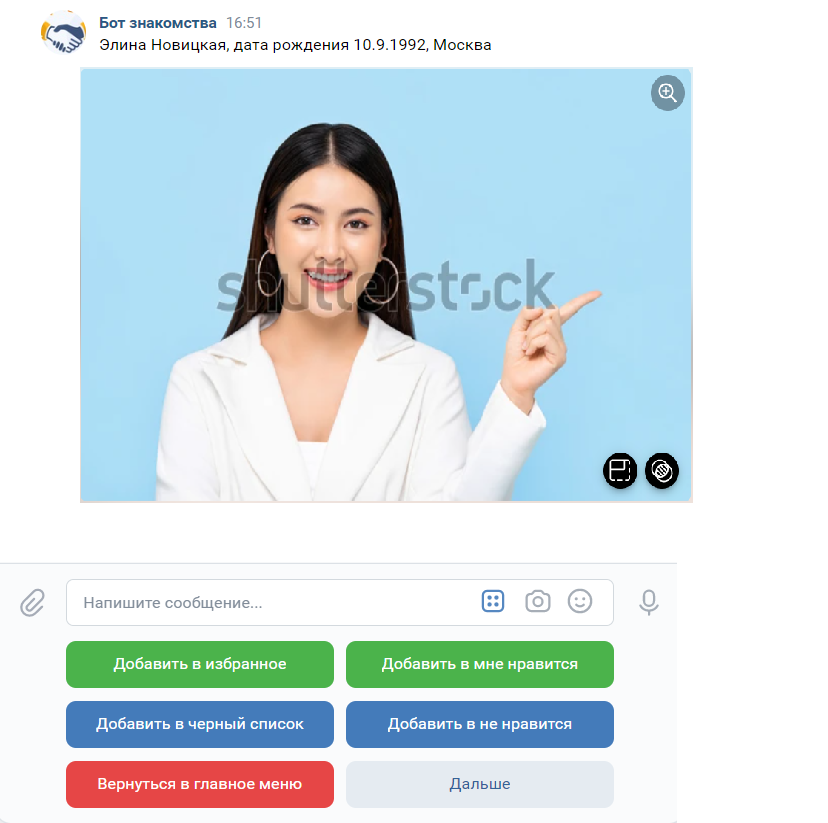 Бот знакомства 16:51
Элина Новицкая, дата рождения 10.9.1992, Москва
shutterstock
Напишите сообщение...
Добавить в избранное
Добавить в мне нравится
Добавить в черный список
Добавить в не нравится
Вернуться в главное меню
Дальше